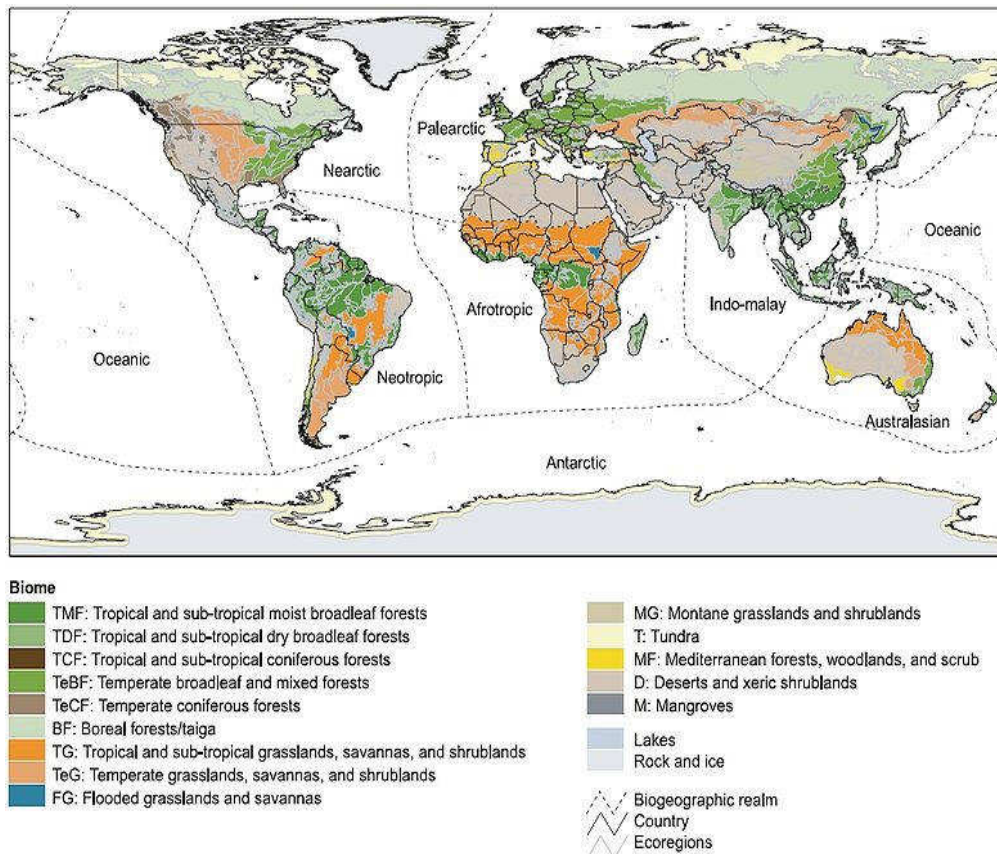 Palearctic
Nearctic
Oceanic
Afrotropic
Indo-malay
Oceanic
Neotropic
Australasian
Antarctic
Biome
TMF: Tropical and sub-tropical moist broadleaf forests
TDF: Tropical and sub-tropical dry broadleaf forests
TCF: Tropical and sub-tropical coniferous forests
TeBF: Temperate broadleaf and mixed forests
TeCF: Temperate coniferous forests
BF: Boreal forests/taiga
TG: Tropical and sub-tropical grasslands, savannas, and shrublands
TeG: Temperate grasslands, savannas, and shrublands
FG: Flooded grasslands and savannas
MG: Montane grasslands and shrublands
T: Tundra
MF: Mediterranean forests, woodlands, and scrub
D: Deserts and xeric shrublands
M: Mangroves
Lakes
Rock and ice
Biogeographic realm
Country
Ecoregions